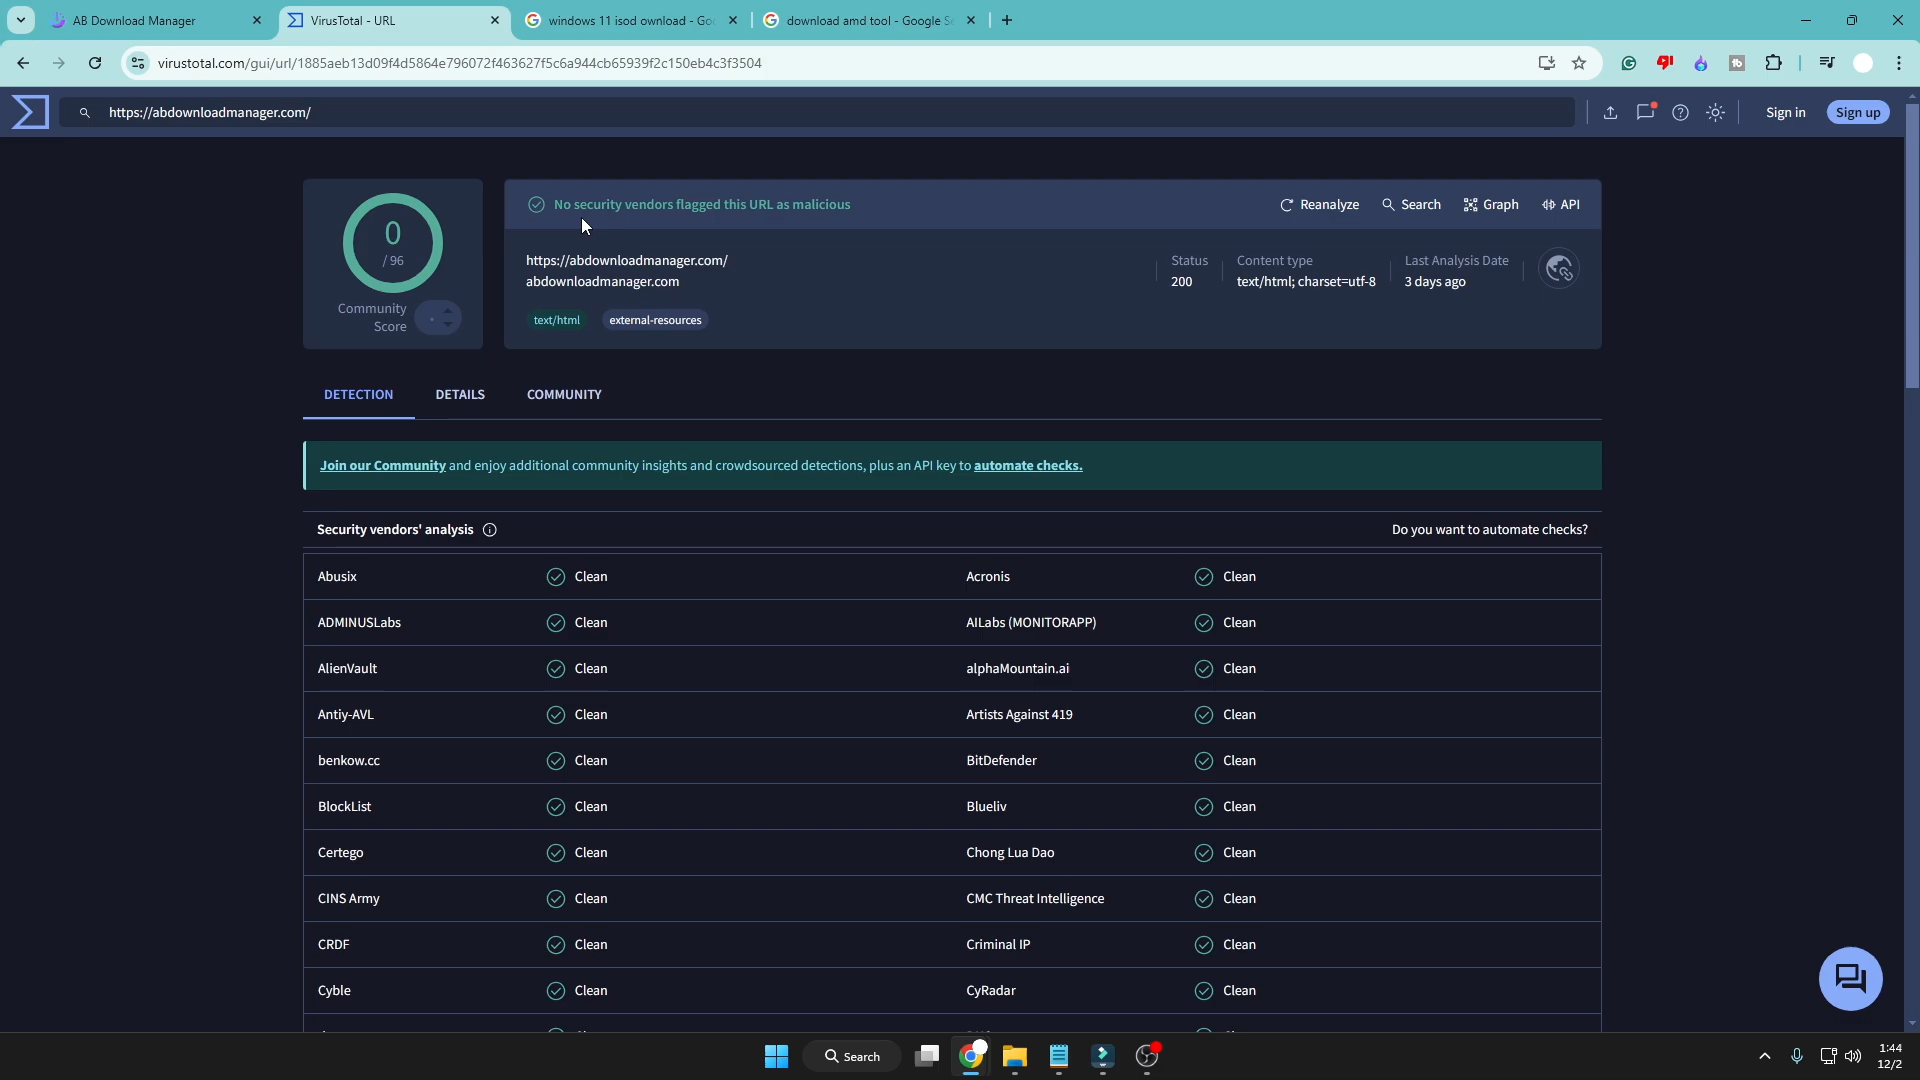 AB Download Manager
VirusTotal - URL
windows 11 isod ownload - Goo
download amd tool - Google Se
virustotal.com/gui/url/1885aeb13d09f4d5864e796072f463627f5c6a944cb65939f2c150eb4c3f3504
https://abdownloadmanager.com/
Sign in
Sign up
0
/ 96
Community
Score
No security vendors flagged this URL as malicious
Reanalyze
Search
Graph
API
https://abdownloadmanager.com/
abdownloadmanager.com
Status
200
Content type
text/html; charset=utf-8
Last Analysis Date
3 days ago
text/html
external-resources
DETECTION
DETAILS
COMMUNITY
Join our Community and enjoy additional community insights and crowdsourced detections, plus an API key to automate checks.
Security vendors' analysis
Do you want to automate checks?
Abusix Clean Acronis Clean
ADMINUSLabs Clean AILabs (MONITORAPP) Clean
AlienVault Clean alphaMountain.ai Clean
Antiy-AVL Clean Artists Against 419 Clean
benkow.cc Clean BitDefender Clean
BlockList Clean Blueliv Clean
Certego Clean Chong Lua Dao Clean
CINS Army Clean CMC Threat Intelligence Clean
CRDF Clean Criminal IP Clean
Cyble Clean CyRadar Clean
Search
1:44
12/2